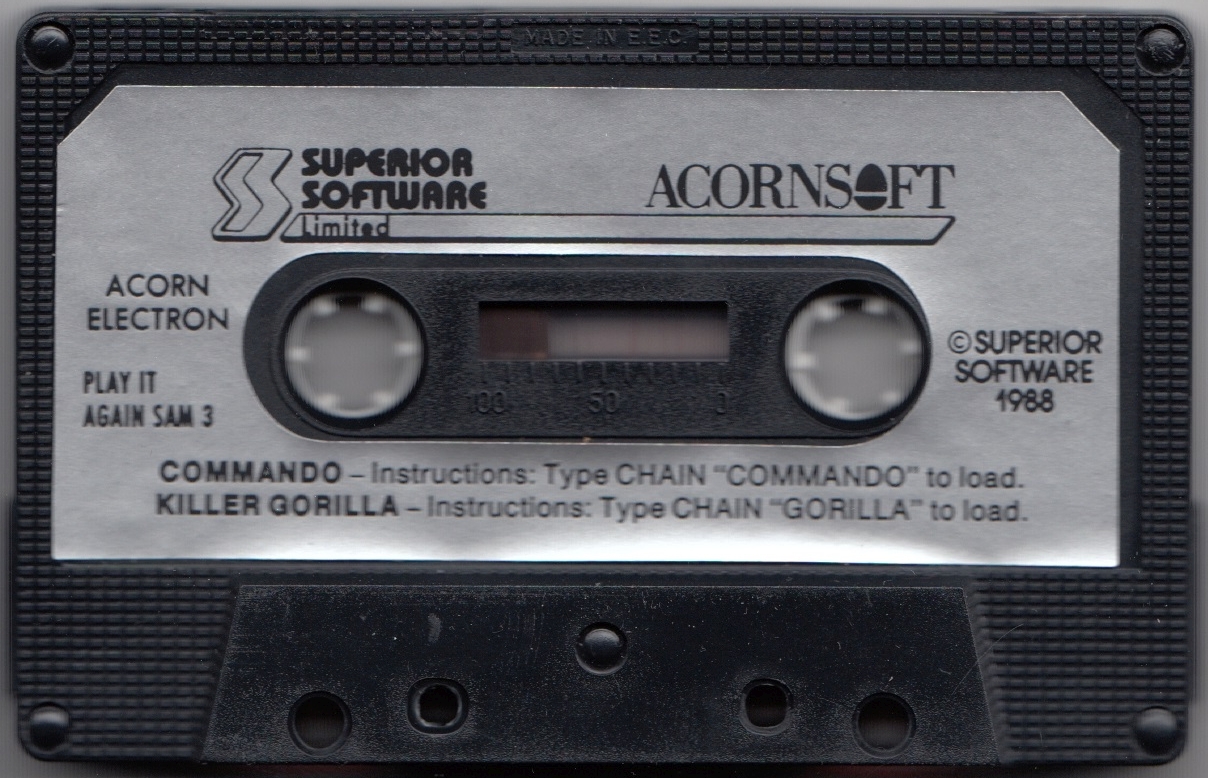 MADE IN E.E.C.
SUPERIOR
SOFTWARE
Limited
ACORNSOFT
ACORN
ELECTRON
PLAY IT
AGAIN SAM 3
100 50 0
© SUPERIOR
SOFTWARE
1988
COMMANDO – Instructions: Type CHAIN “COMMANDO” to load.
KILLER GORILLA – Instructions: Type CHAIN “GORILLA” to load.